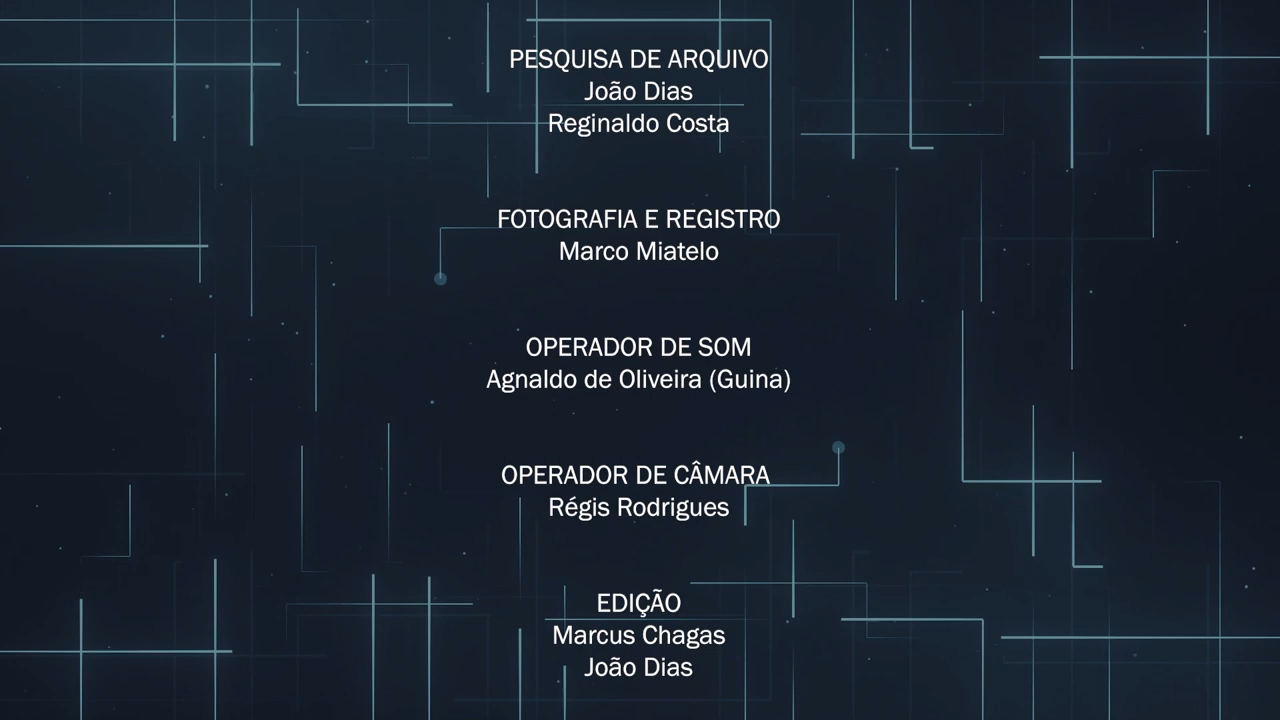 PESQUISA DE ARQUIVO
João Dias
Reginaldo Costa
FOTOGRAFIA E REGISTRO
Marco Miatelo
OPERADOR DE SOM
Agnaldo de Oliveira (Guina)
OPERADOR DE CÂMARA
Régis Rodrigues
EDIÇÃO
Marcus Chagas
João Dias